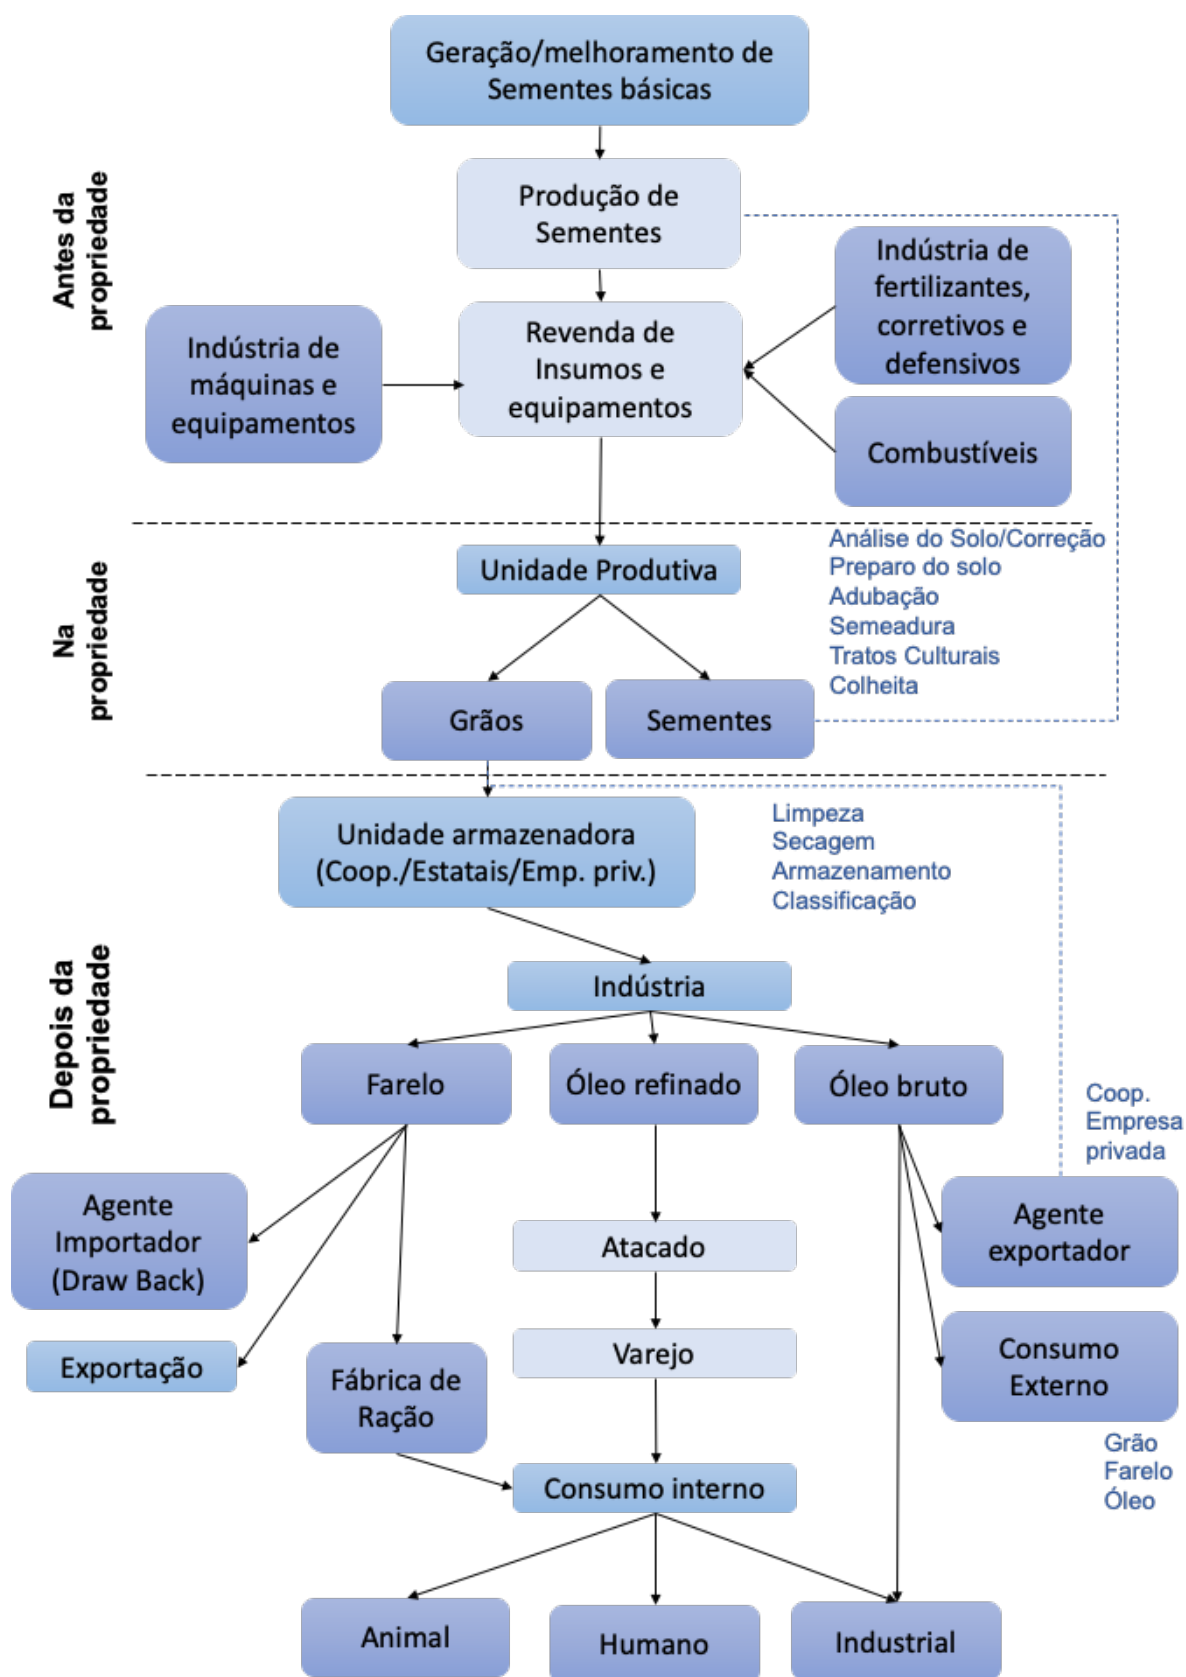 Geração/melhoramento de
Sementes básicas
Antes da
propriedade
Produção de
Sementes
Indústria de
fertilizantes,
corretivos e
defensivos
Indústria de
máquinas e
equipamentos
Revenda de
Insumos e
equipamentos
Combustíveis
Na
propriedade
Unidade Produtiva
Análise do Solo/Correção
Preparo do solo
Adubação
Semeadura
Tratos Culturais
Colheita
Grãos
Sementes
Depois da
propriedade
Unidade armazenadora
(Coop./Estatais/Emp. priv.)
Limpeza
Secagem
Armazenamento
Classificação
Indústria
Farelo
Óleo refinado
Óleo bruto
Coop.
Empresa
privada
Agente
Importador
(Draw Back)
Atacado
Agente
exportador
Exportação
Fábrica de
Ração
Varejo
Consumo
Externo
Grão
Farelo
Óleo
Consumo interno
Animal
Humano
Industrial